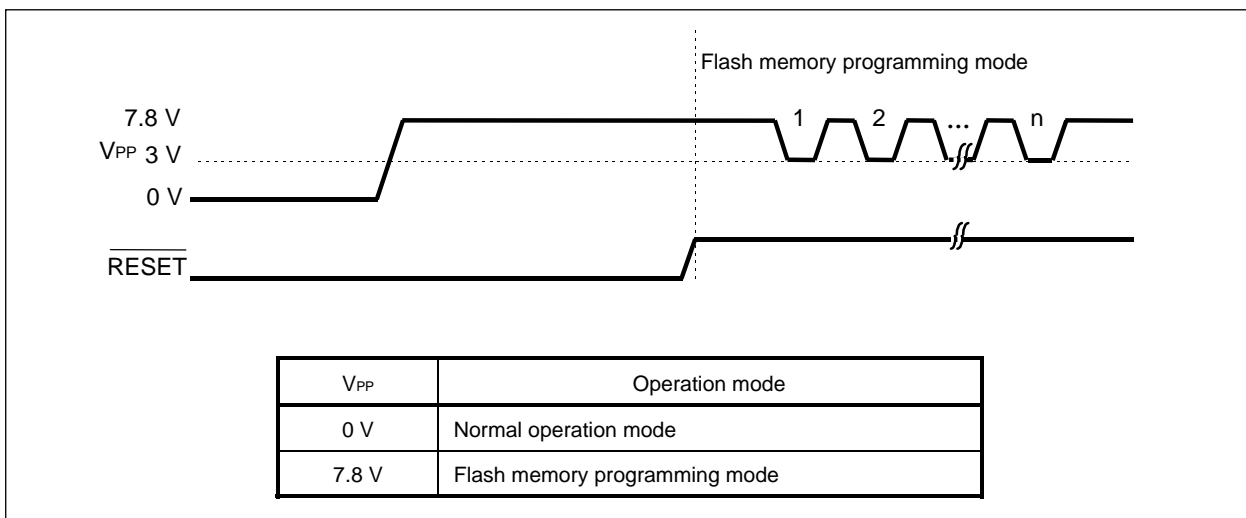 Flash memory programming mode
7.8 V
1 2 ... n
VPP 3 V
0 V
RESET
VPP Operation mode
0 V Normal operation mode
7.8 V Flash memory programming mode